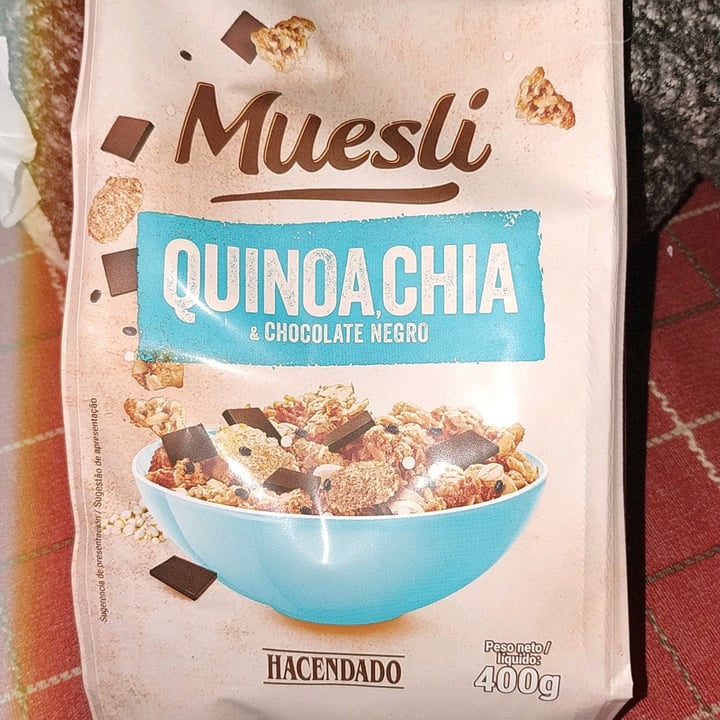 Muesli
QUINOA, CHIA
& CHOCOLATE NEGRO
Sugerencia de presentación / Sugestão de apresentação
HACENDADO
Peso neto /
líquido:
400g